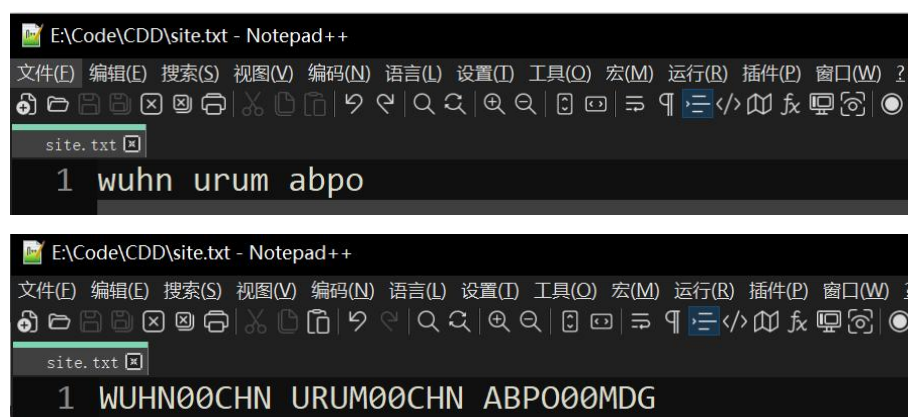 E:\Code\CDD\site.txt - Notepad++
文件(F) 编辑(E) 搜索(S) 视图(V) 编码(N) 语言(L) 设置(T) 工具(O) 宏(M) 运行(R) 插件(P) 窗口(W) ?
site.txt
1 wuhn urum abpo
E:\Code\CDD\site.txt - Notepad++
文件(F) 编辑(E) 搜索(S) 视图(V) 编码(N) 语言(L) 设置(T) 工具(O) 宏(M) 运行(R) 插件(P) 窗口(W)
site.txt
1 WUHN00CHN URUM00CHN ABPO00MDG